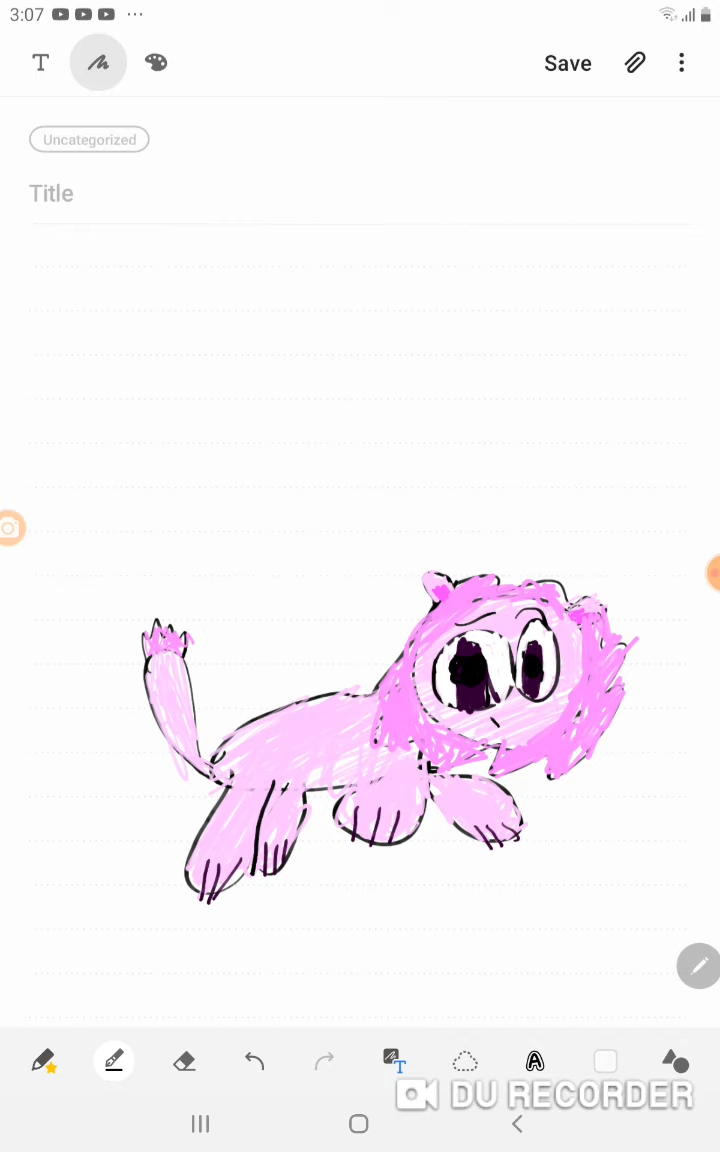 3:07
T
Save
Uncategorized
Title
T
A
DU RECORDER